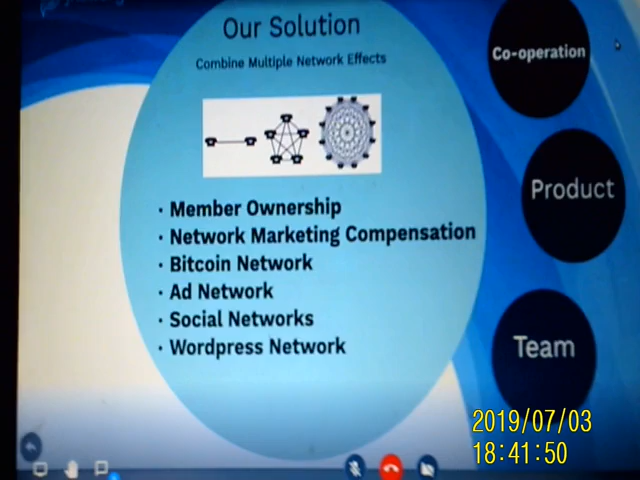 Our Solution
Combine Multiple Network Effects
· Member Ownership
· Network Marketing Compensation
· Bitcoin Network
· Ad Network
· Social Networks
· Wordpress Network
Co-operation
Product
Team
2019/07/03
18:41:50